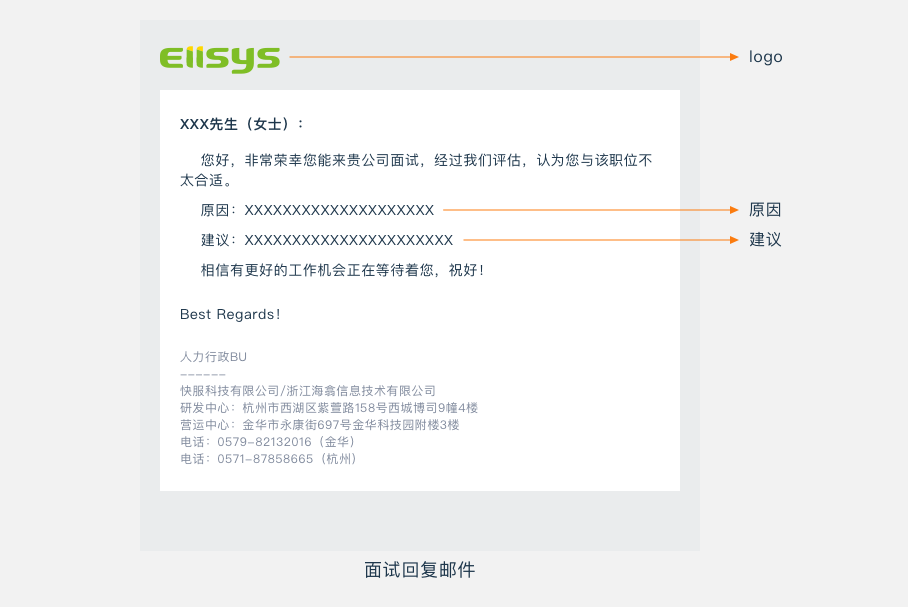 Eiisys
logo
XXX先生（女士）：
您好，非常荣幸您能来贵公司面试，经过我们评估，认为您与该职位不
太合适。
原因：XXXXXXXXXXXXXXXXXXXX
原因
建议：XXXXXXXXXXXXXXXXXXXXXX
建议
相信有更好的工作机会正在等待着您，祝好！
Best Regards！
人力行政BU
------
快服科技有限公司/浙江海翕信息技术有限公司
研发中心：杭州市西湖区紫萱路158号西城博司9幢4楼
营运中心：金华市永康街697号金华科技园附楼3楼
电话：0579-82132016（金华）
电话：0571-87858665（杭州）
面试回复邮件